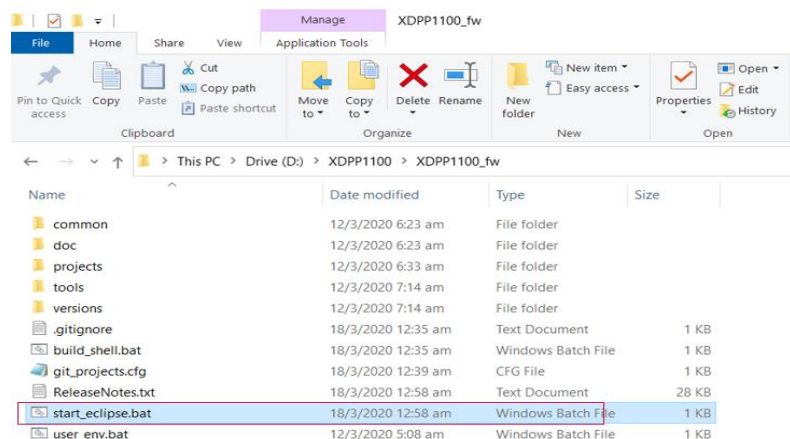 Manage XDPP1100_fw
File Home Share View Application Tools
Pin to Quick access
Copy
Paste
Cut
Copy path
Paste shortcut
Clipboard
Move to
Copy to
Delete
Rename
Organize
New folder
New item
Easy access
New
Properties
Open
Edit
History
Open
This PC > Drive (D:) > XDPP1100 > XDPP1100_fw
Name Date modified Type Size
common 12/3/2020 6:23 am File folder
doc 12/3/2020 6:23 am File folder
projects 12/3/2020 6:33 am File folder
tools 12/3/2020 7:14 am File folder
versions 12/3/2020 7:14 am File folder
.gitignore 18/3/2020 12:35 am Text Document 1 KB
build_shell.bat 18/3/2020 12:35 am Windows Batch File 1 KB
git_projects.cfg 18/3/2020 12:39 am CFG File 1 KB
ReleaseNotes.txt 18/3/2020 12:58 am Text Document 28 KB
start_eclipse.bat 18/3/2020 12:58 am Windows Batch File 1 KB
user_env.bat 12/3/2020 5:08 am Windows Batch File 1 KB